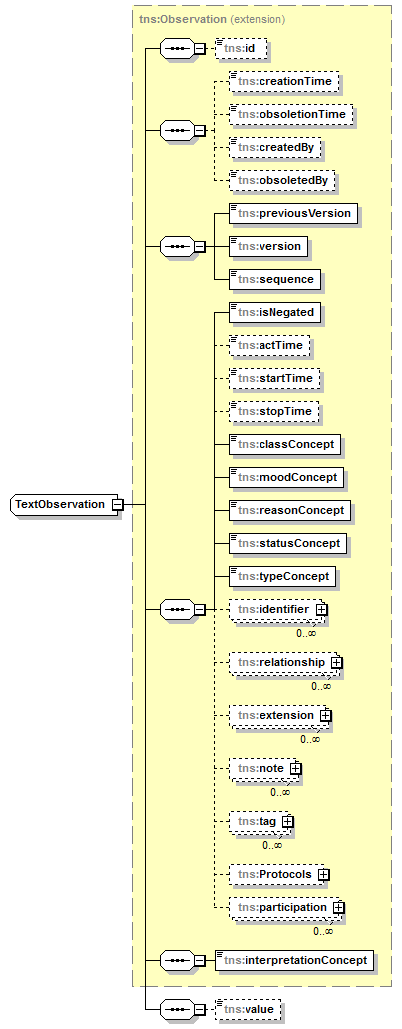 tns:Observation (extension)
tns:id
tns:creationTime
tns:obsoletionTime
tns:createdBy
tns:obsoletedBy
tns:previousVersion
tns:version
tns:sequence
tns:isNegated
tns:actTime
tns:startTime
tns:stopTime
tns:classConcept
tns:moodConcept
TextObservation
tns:reasonConcept
tns:statusConcept
tns:typeConcept
tns:identifier
0..∞
tns:relationship
0..∞
tns:extension
0..∞
tns:note
0..∞
tns:tag
0..∞
tns:Protocols
tns:participation
0..∞
tns:interpretationConcept
tns:value